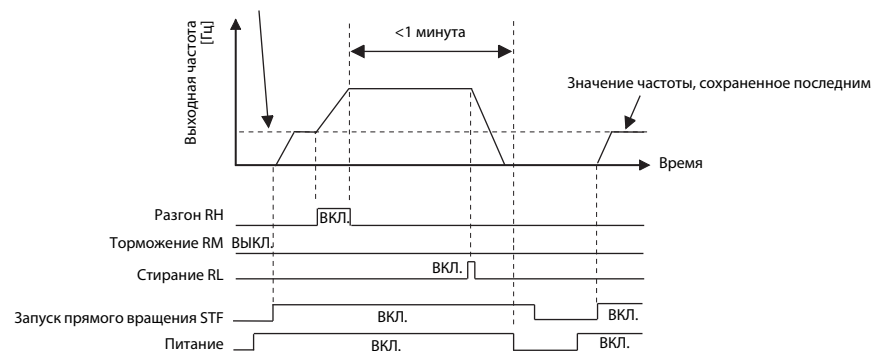 Выходная частота
[Гц]
<1 минута
Значение частоты, сохраненное последним
Время
Разгон RH
ВКЛ.
Торможение RM
ВЫКЛ.
Стирание RL
ВКЛ.
Запуск прямого вращения STF
ВКЛ.
ВКЛ.
Питание
ВКЛ.
ВКЛ.